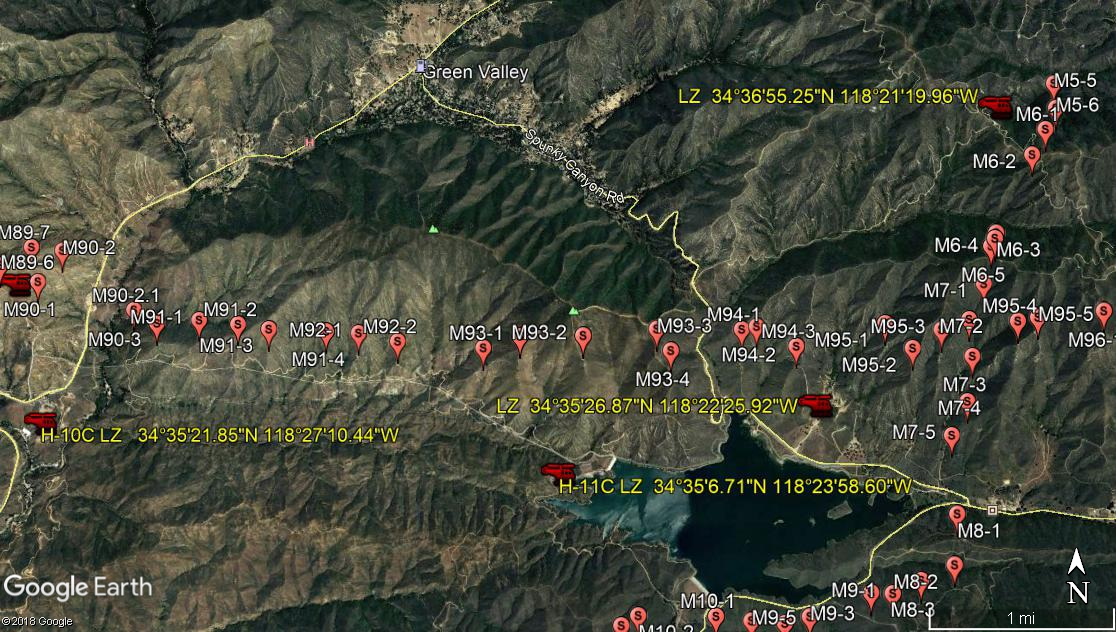 Green Valley
M5-5
LZ 34°36'55.25"N 118°21'19.96"W
M5-6
M6-1
H
Spunky Canyon Rd
M6-2
M89-7
M90-2
M6-4
M6-3
M89-6
M6-5
M7-1
M90-2.1
M90-1
M91-1
M91-2
M94-1
M95-4
M95-5
M90-3
M91-3
M92-1
M92-2
M93-1
M93-2
M93-3
M94-3
M95-1
M95-3
M7-2
M96-1
M91-4
M94-2
M95-2
M93-4
M7-3
LZ 34°35'26.87"N 118°22'25.92"W
M7-4
H-10C LZ 34°35'21.85"N 118°27'10.44"W
M7-5
H-11C LZ 34°35'6.71"N 118°23'58.60"W
M8-1
Google Earth
M9-1
M8-2
M10-1
M8-3
M9-5
M9-3
M10-2
N
1 mi
©2018 Google